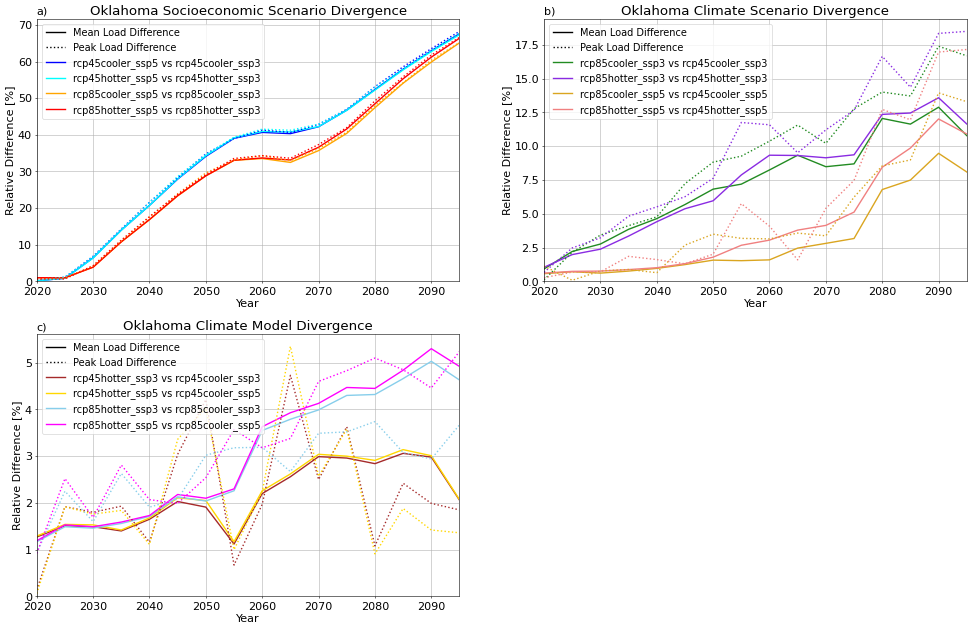 a)
Oklahoma Socioeconomic Scenario Divergence
70
60
50
40
30
20
10
0
Relative Difference [%]
Mean Load Difference
Peak Load Difference
rcp45cooler_ssp5 vs rcp45cooler_ssp3
rcp45hotter_ssp5 vs rcp45hotter_ssp3
rcp85cooler_ssp5 vs rcp85cooler_ssp3
rcp85hotter_ssp5 vs rcp85hotter_ssp3
2020 2030 2040 2050 2060 2070 2080 2090
Year
b)
Oklahoma Climate Scenario Divergence
17.5
15.0
12.5
10.0
7.5
5.0
2.5
0.0
Relative Difference [%]
Mean Load Difference
Peak Load Difference
rcp85cooler_ssp3 vs rcp45cooler_ssp3
rcp85hotter_ssp3 vs rcp45hotter_ssp3
rcp85cooler_ssp5 vs rcp45cooler_ssp5
rcp85hotter_ssp5 vs rcp45hotter_ssp5
2020 2030 2040 2050 2060 2070 2080 2090
Year
c)
Oklahoma Climate Model Divergence
5
4
3
2
1
0
Relative Difference [%]
Mean Load Difference
Peak Load Difference
rcp45hotter_ssp3 vs rcp45cooler_ssp3
rcp45hotter_ssp5 vs rcp45cooler_ssp5
rcp85hotter_ssp3 vs rcp85cooler_ssp3
rcp85hotter_ssp5 vs rcp85cooler_ssp5
2020 2030 2040 2050 2060 2070 2080 2090
Year